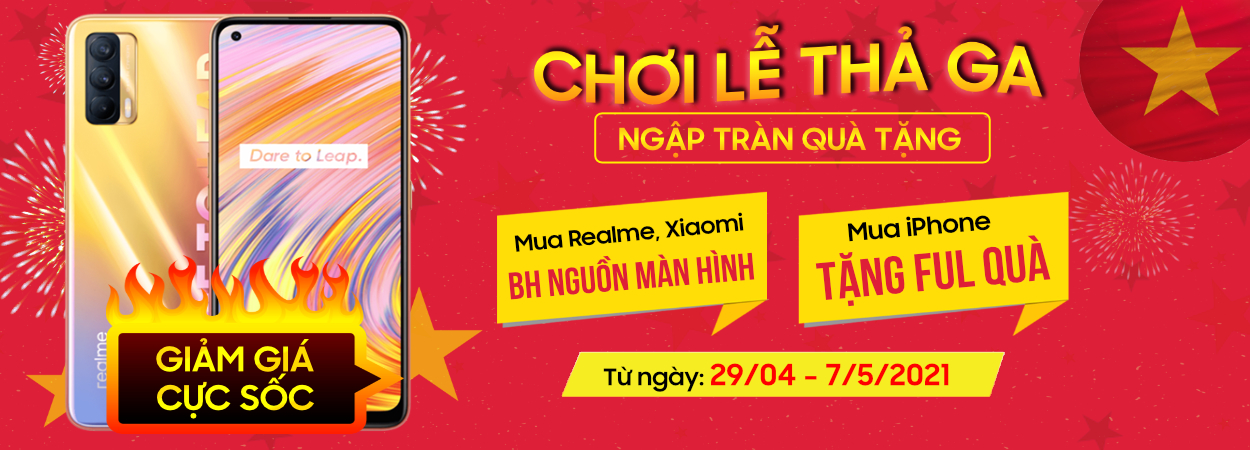 CHƠI LỄ THẢ GA
NGẬP TRÀN QUÀ TẶNG
Mua Realme, Xiaomi
BH NGUỒN MÀN HÌNH
Mua iPhone
TẶNG FUL QUÀ
Từ ngày: 29/04 - 7/5/2021
Dare to Leap.
realme
GIẢM GIÁ
CỰC SỐC